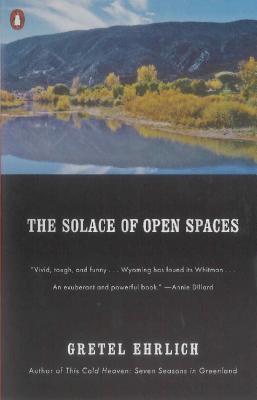 THE SOLACE OF OPEN SPACES
"Vivid, tough, and funny . . . Wyoming has found its Whitman . . .
An exuberant and powerful book." —Annie Dillard
GRETEL EHRLICH
Author of This Cold Heaven: Seven Seasons in Greenland